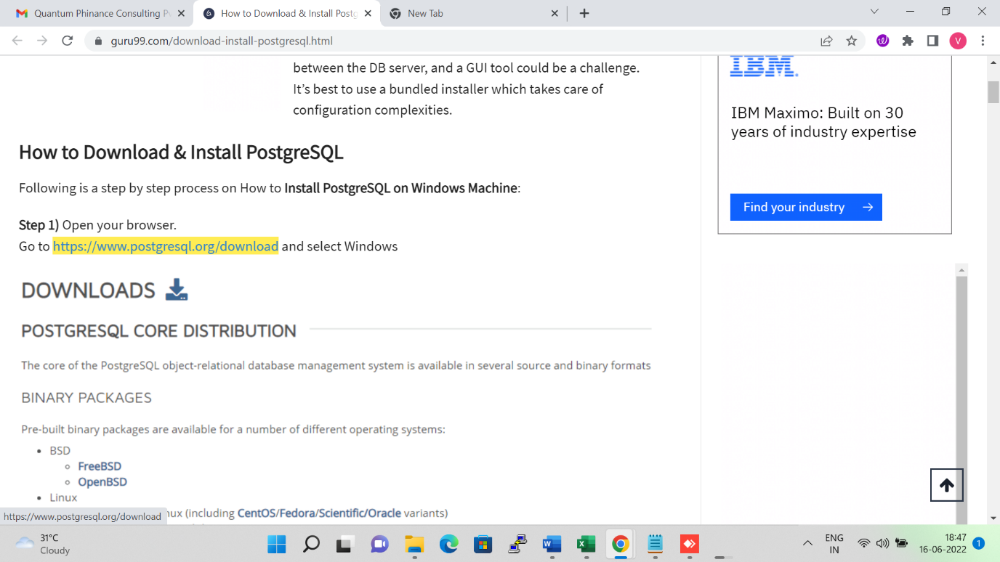 Quantum Phinance Consulting P
How to Download & Install Postg
New Tab
guru99.com/download-install-postgresql.html
V
between the DB server, and a GUI tool could be a challenge.
It’s best to use a bundled installer which takes care of
configuration complexities.
IBM.
IBM Maximo: Built on 30
years of industry expertise
Find your industry →
How to Download & Install PostgreSQL
Following is a step by step process on How to Install PostgreSQL on Windows Machine:
Step 1) Open your browser.
Go to https://www.postgresql.org/download and select Windows
DOWNLOADS
POSTGRESQL CORE DISTRIBUTION
The core of the PostgreSQL object-relational database management system is available in several source and binary formats
BINARY PACKAGES
Pre-built binary packages are available for a number of different operating systems:
• BSD
FreeBSD
OpenBSD
• Linux
nux (including CentOS/Fedora/Scientific/Oracle variants)
https://www.postgresql.org/download
31°C
Cloudy
ENG
IN
18:47
16-06-2022
1